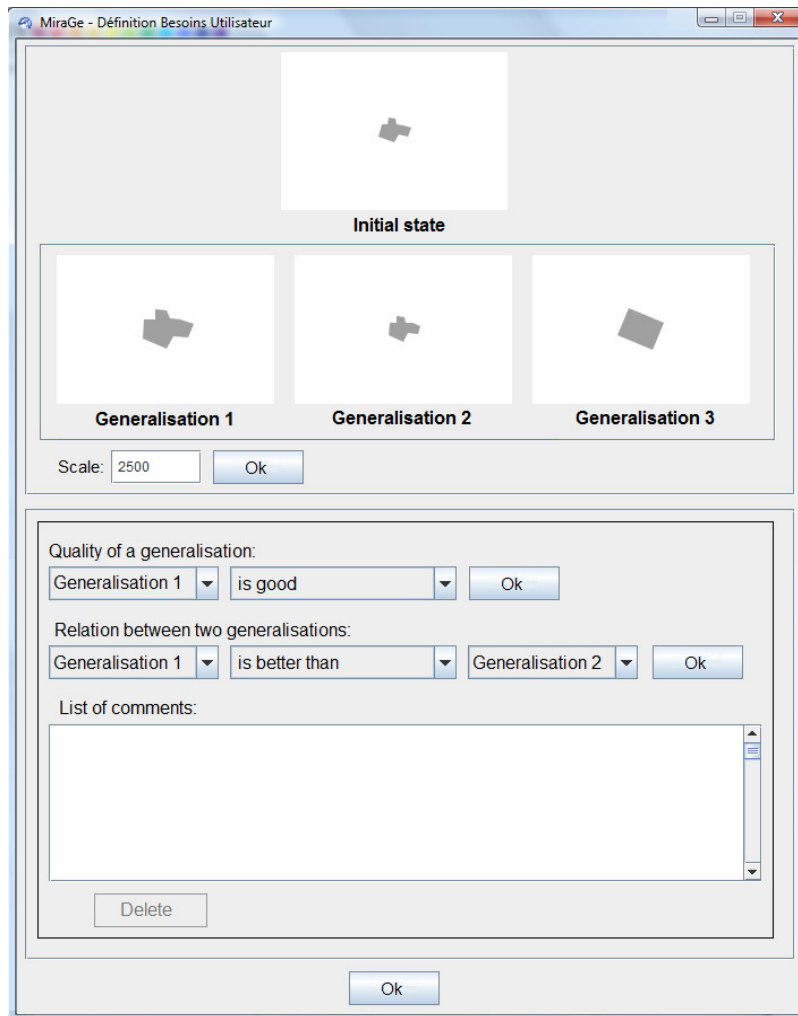 MiraGe - Définition Besoins Utilisateur
Initial state
Generalisation 1 Generalisation 2 Generalisation 3
Scale: 2500 Ok
Quality of a generalisation:
Generalisation 1 is good Ok
Relation between two generalisations:
Generalisation 1 is better than Generalisation 2 Ok
List of comments:
Delete
Ok